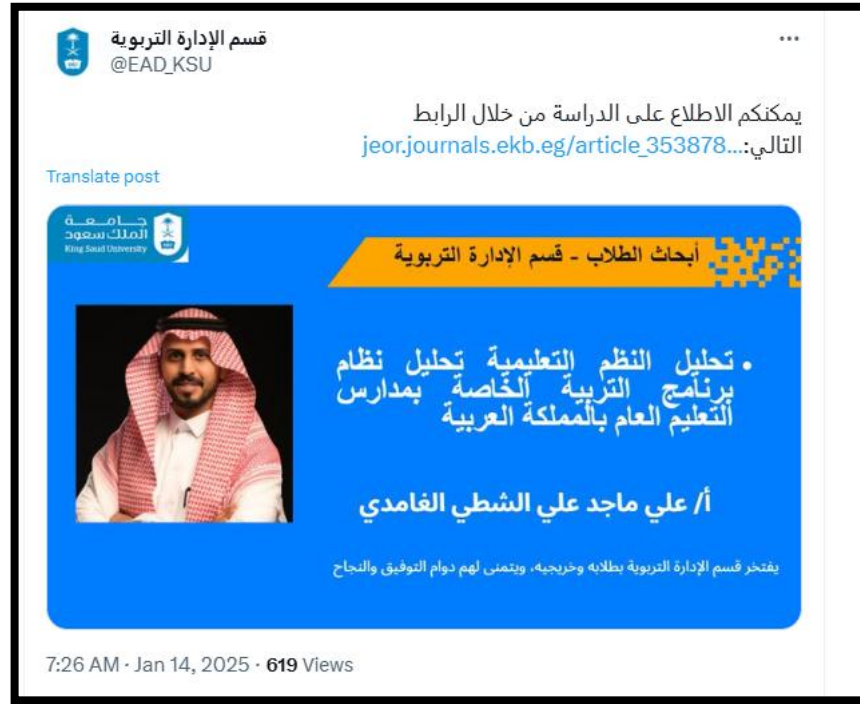 قسم الإدارة التربوية
@EAD_KSU
...
يمكنكم الاطلاع على الدراسة من خلال الرابط
التالي:jeor.journals.ekb.eg/article_353878...
Translate post
جامعة
الملك سعود
King Saud University
أبحاث الطلاب - قسم الإدارة التربوية
• تحليل النظم التعليمية تحليل نظام
برنامج التربية الخاصة بمدارس
التعليم العام بالمملكة العربية
أ/ علي ماجد علي الشطي الغامدي
يفتخر قسم الإدارة التربوية بطلابه وخريجيه، ويتمنى لهم دوام التوفيق والنجاح
7:26 AM · Jan 14, 2025 · 619 Views